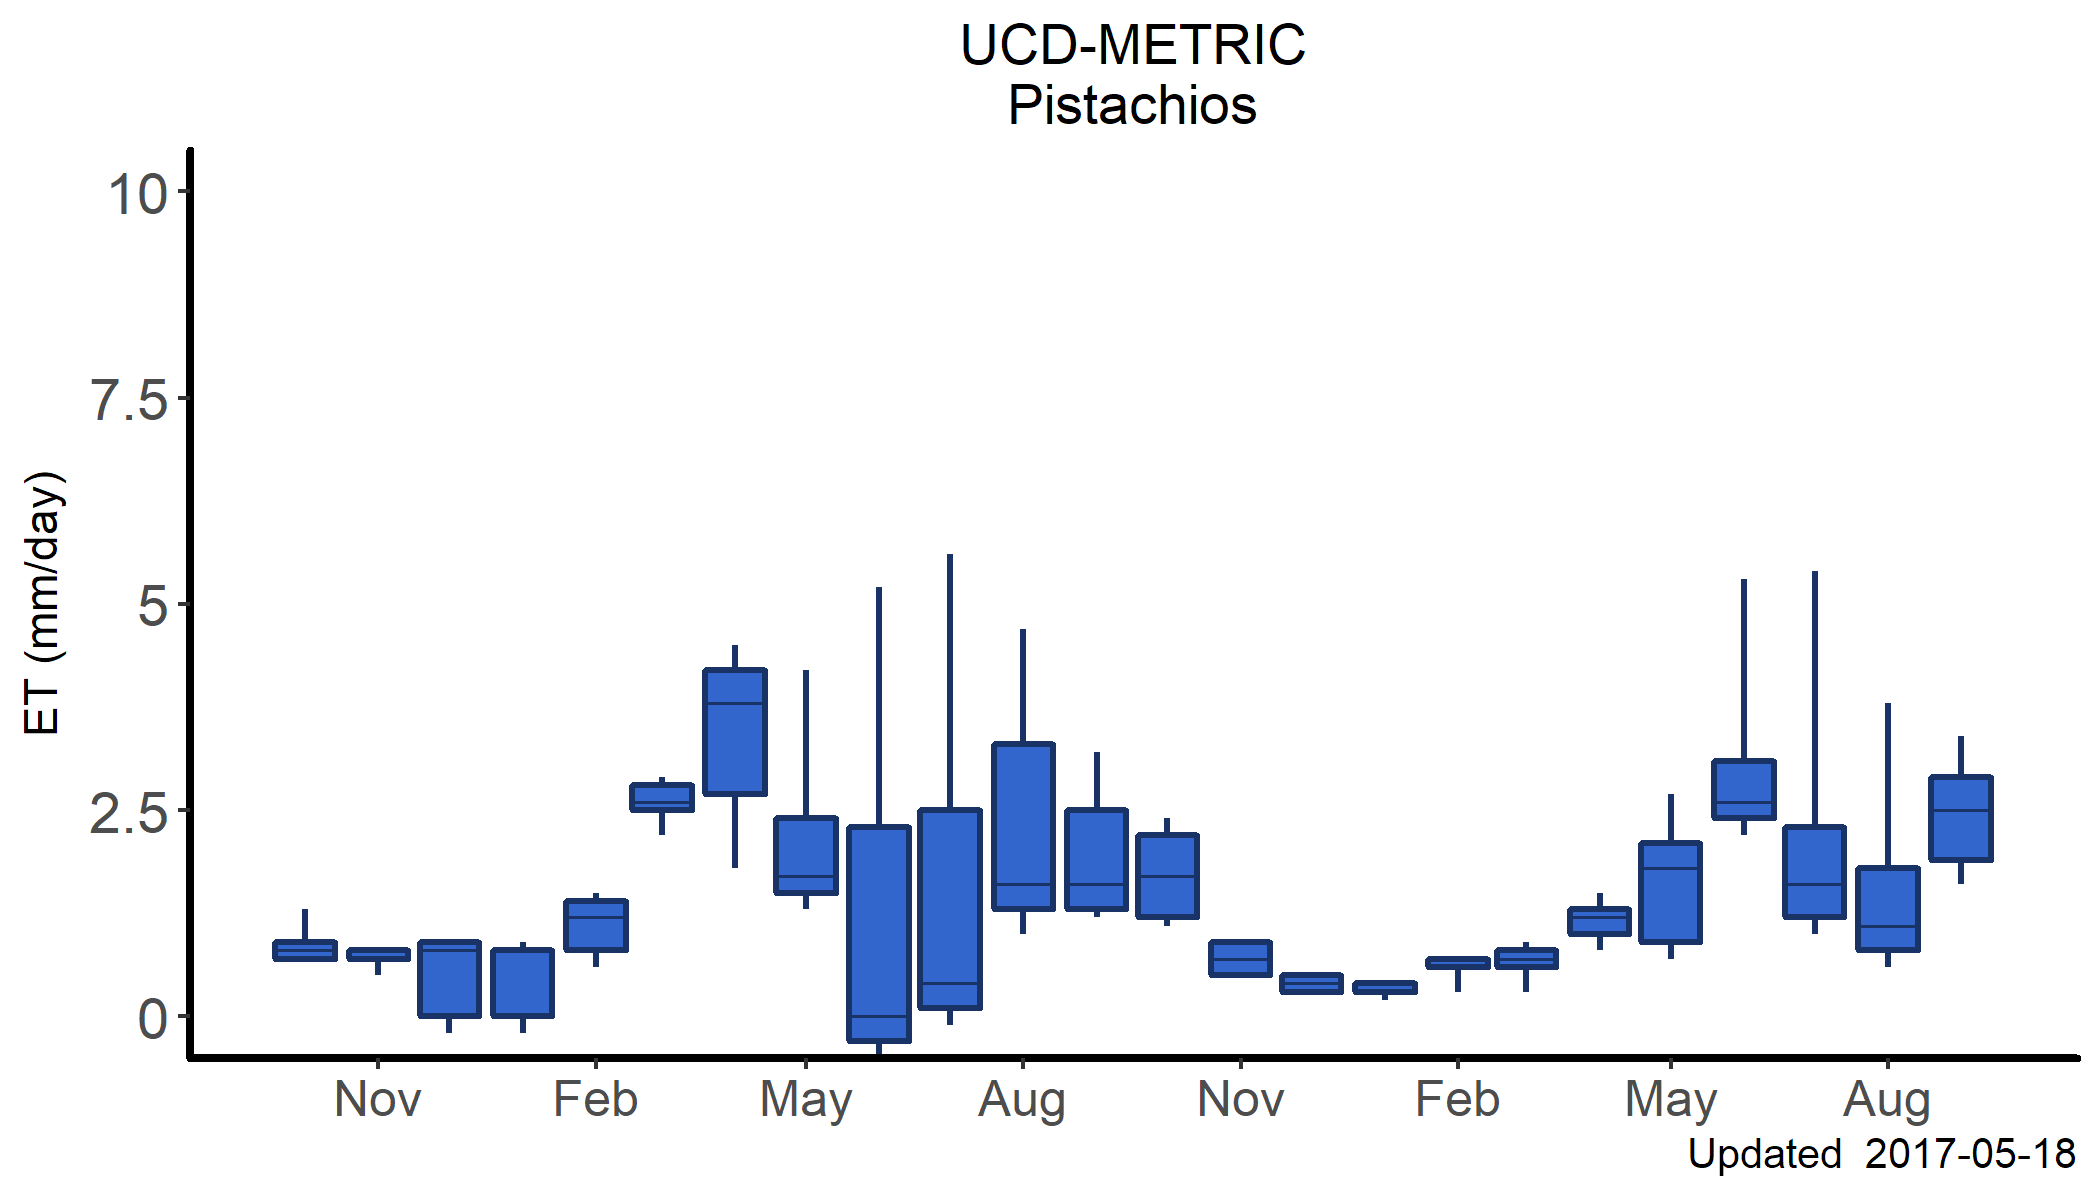 UCD-METRIC
Pistachios
ET (mm/day)
10
7.5
5
2.5
0
Nov Feb May Aug Nov Feb May Aug
Updated 2017-05-18